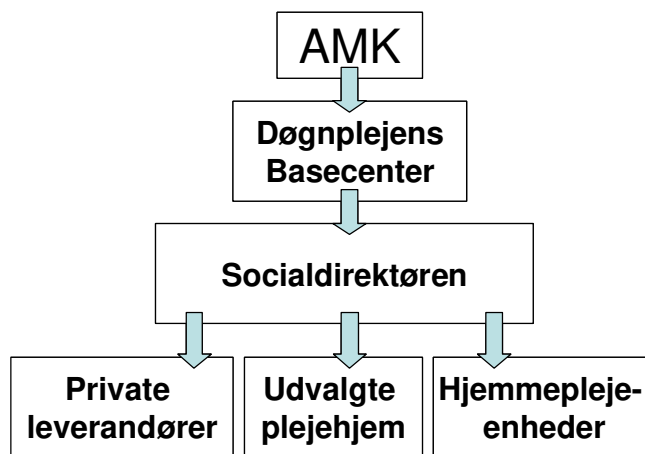 AMK
Døgnplejens
Basecenter
Socialdirektøren
Private
leverandører
Udvalgte
plejehjem
Hjemmepleje-
enheder